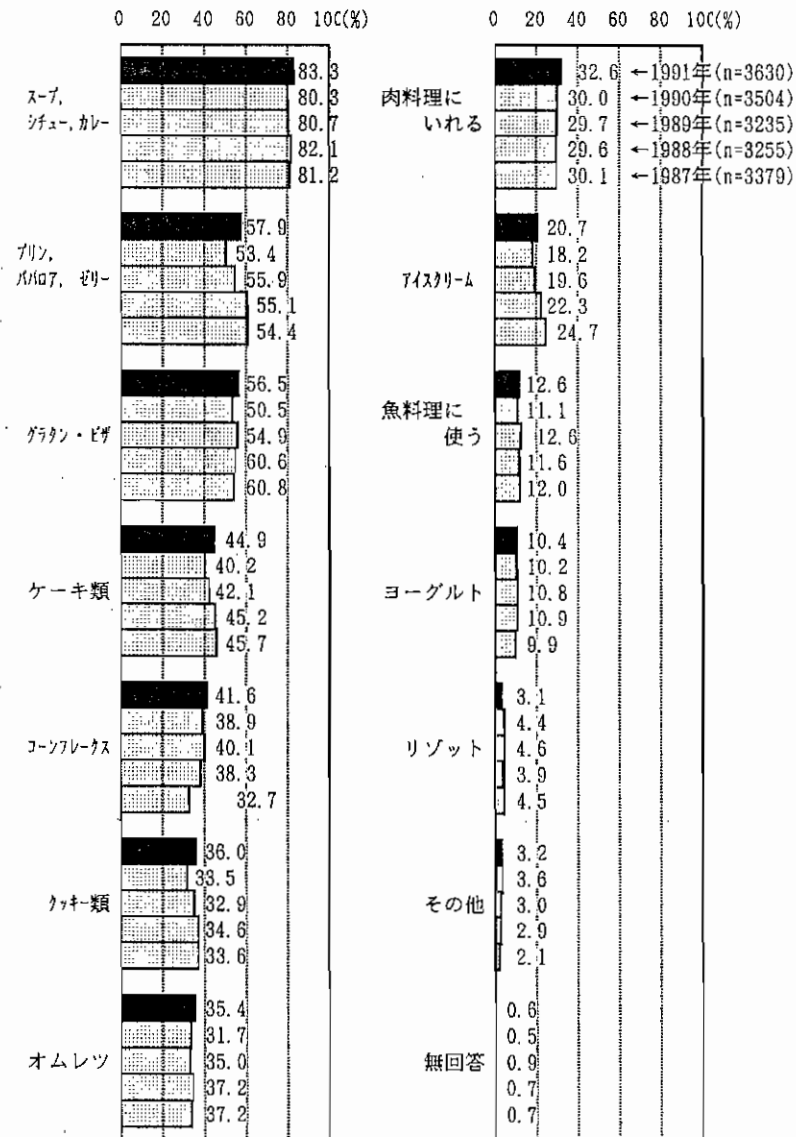 0 20 40 60 80 100(%)
スープ,
シチュー,カレー
83.3
80.3
80.7
82.1
81.2
プリン,
ババロア, ゼリー
57.9
53.4
55.9
55.1
54.4
グラタン・ピザ
56.5
50.5
54.9
60.6
60.8
ケーキ類
44.9
40.2
42.1
45.2
45.7
コーンフレークス
41.6
38.9
40.1
38.3
32.7
クッキー類
36.0
33.5
32.9
34.6
33.6
オムレツ
35.4
31.7
35.0
37.2
37.2
0 20 40 60 80 100(%)
肉料理に
いれる
32.6 ←1991年(n=3630)
30.0 ←1990年(n=3504)
29.7 ←1989年(n=3235)
29.6 ←1988年(n=3255)
30.1 ←1987年(n=3379)
アイスクリーム
20.7
18.2
19.6
22.3
24.7
魚料理に
使う
12.6
11.1
12.6
11.6
12.0
ヨーグルト
10.4
10.2
10.8
10.9
9.9
リゾット
3.1
4.4
4.6
3.9
4.5
その他
3.2
3.6
3.0
2.9
2.1
無回答
0.6
0.5
0.9
0.7
0.7